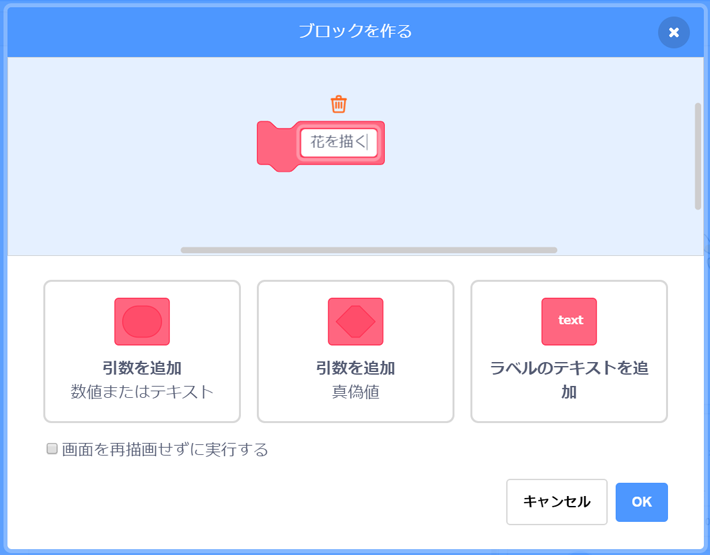 ブロックを作る
花を描く
引数を追加
数値またはテキスト
引数を追加
真偽値
text
ラベルのテキストを追
加
画面を再描画せずに実行する
キャンセル
OK